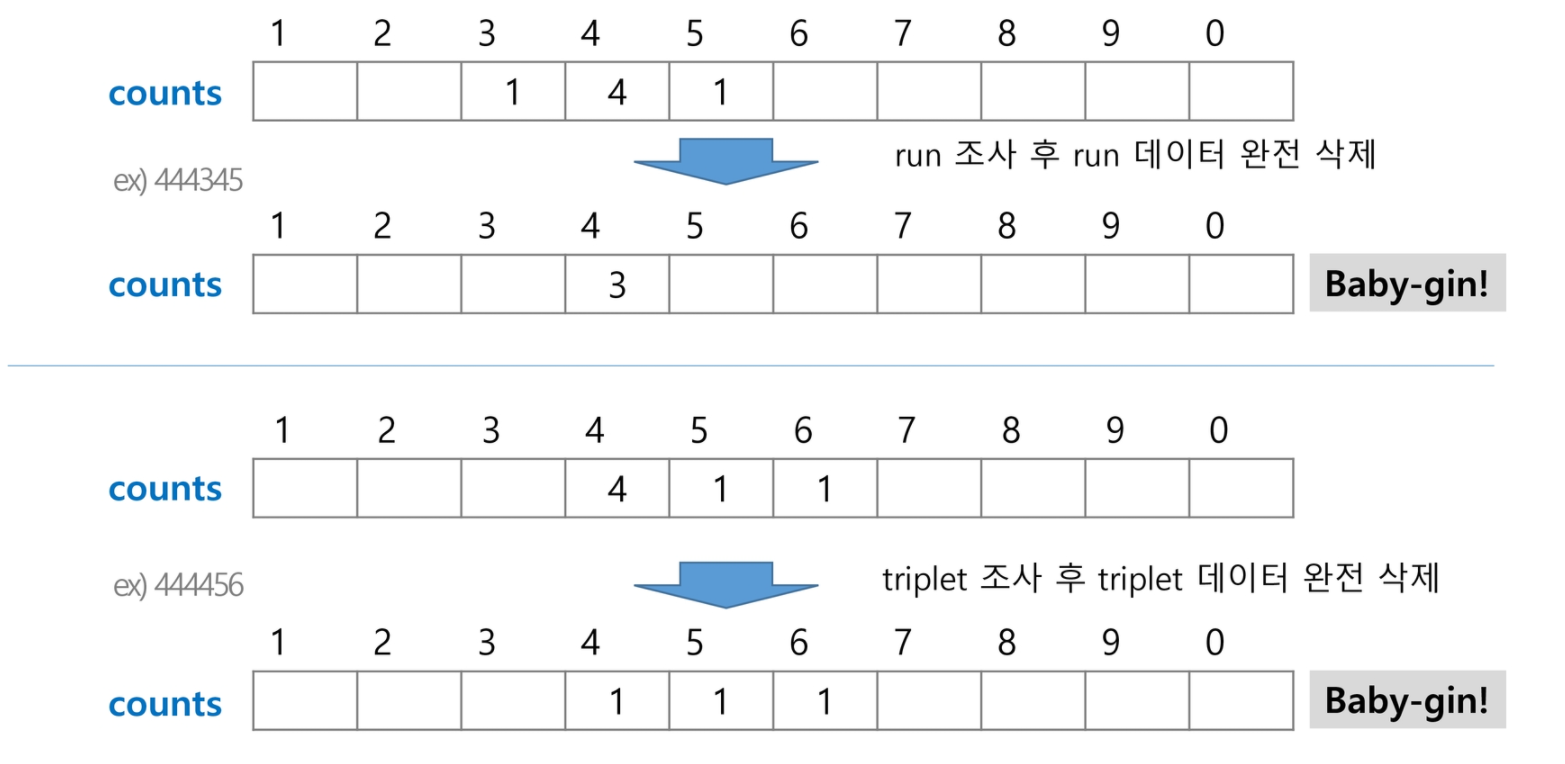 1 2 3 4 5 6 7 8 9 0
counts 1 4 1
run 조사 후 run 데이터 완전 삭제
ex) 444345
1 2 3 4 5 6 7 8 9 0
counts 3 Baby-gin!
1 2 3 4 5 6 7 8 9 0
counts 4 1 1
triplet 조사 후 triplet 데이터 완전 삭제
ex) 444456
1 2 3 4 5 6 7 8 9 0
counts 1 1 1 Baby-gin!